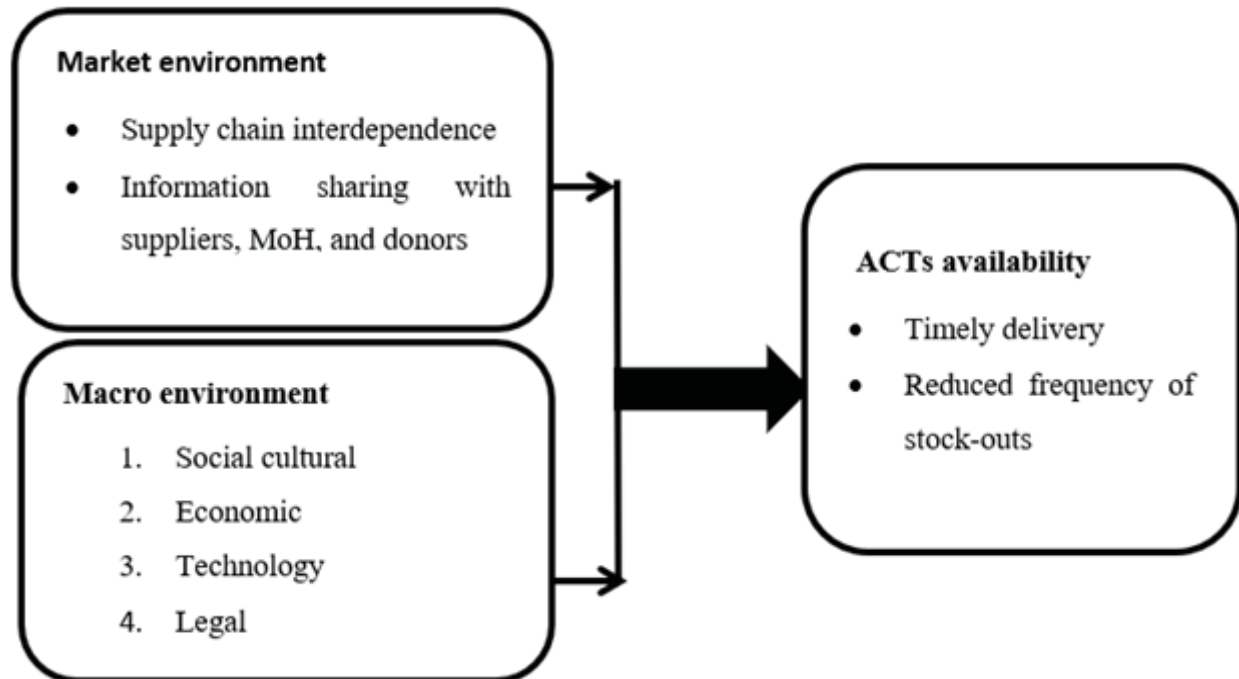 Market environment
• Supply chain interdependence
• Information sharing with
suppliers, MoH, and donors
Macro environment
1. Social cultural
2. Economic
3. Technology
4. Legal
ACTs availability
• Timely delivery
• Reduced frequency of
stock-outs